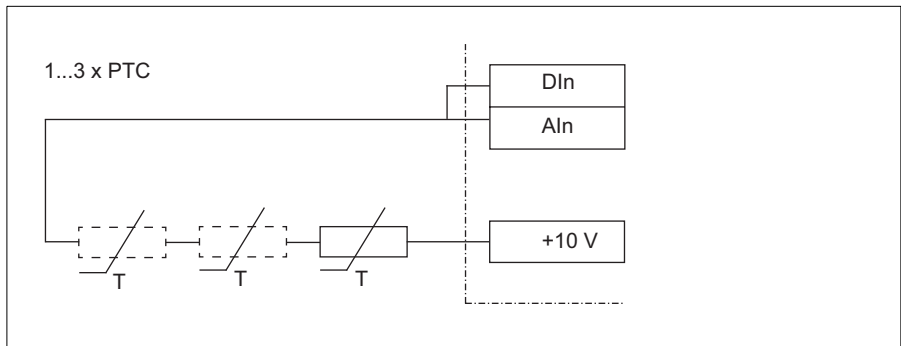 1...3 x PTC
DIn
AIn
+10 V
T
T
T